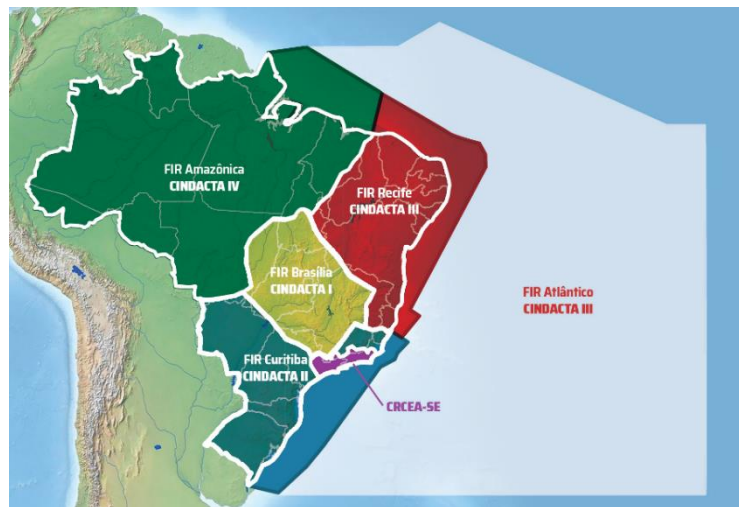 FIR Amazônica
CINDACTA IV
FIR Recife
CINDACTA III
FIR Brasília
CINDACTA I
FIR Atlântico
CINDACTA III
FIR Curitiba
CINDACTA II
CRCEA-SE